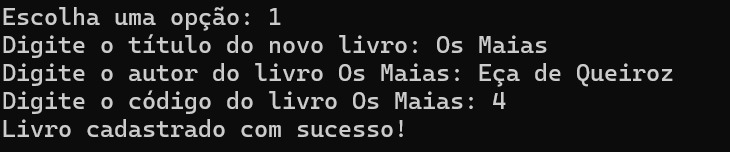 Escolha uma opção: 1
Digite o título do novo livro: Os Maias
Digite o autor do livro Os Maias: Eça de Queiroz
Digite o código do livro Os Maias: 4
Livro cadastrado com sucesso!